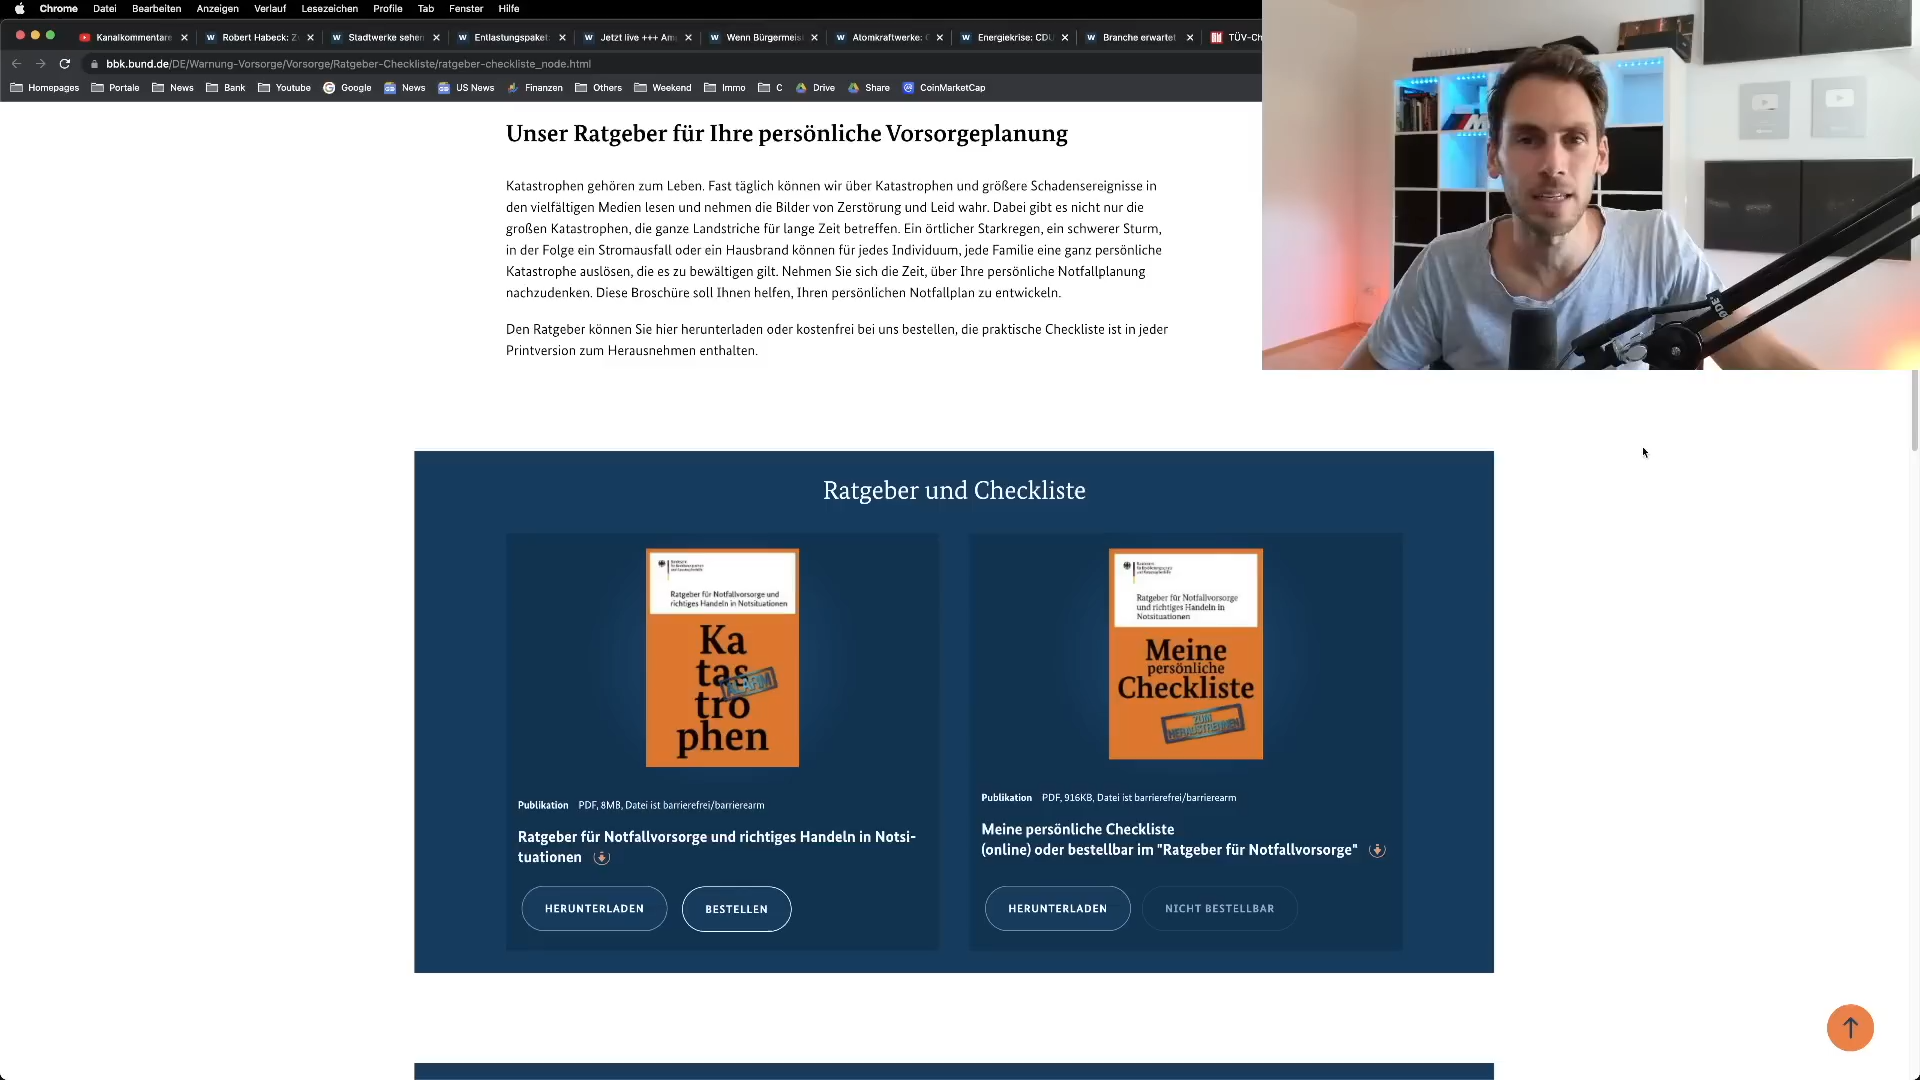 Chrome Datei Bearbeiten Anzeigen Verlauf Lesezeichen Profile Tab Fenster Hilfe
Kanalkommentare Robert Habeck: Stadtwerke sehen Entlastungspaket: Jetzt live +++ Wenn Bürgermeis Atomkraftwerke: Energiekrise: CDU Branche erwartet TÜV-Ch
bbk.bund.de/DE/Warnung-Vorsorge/Vorsorge/Ratgeber-Checkliste/ratgeber-checkliste_node.html
Homepages Portale News Bank Youtube Google News US News Finanzen Others Weekend Immo C Drive Share CoinMarketCap
Unser Ratgeber für Ihre persönliche Vorsorgeplanung
Katastrophen gehören zum Leben. Fast täglich können wir über Katastrophen und größere Schadensereignisse in
den vielfältigen Medien lesen und nehmen die Bilder von Zerstörung und Leid wahr. Dabei gibt es nicht nur die
großen Katastrophen, die ganze Landstriche für lange Zeit betreffen. Ein örtlicher Starkregen, ein schwerer Sturm,
in der Folge ein Stromausfall oder ein Hausbrand können für jedes Individuum, jede Familie eine ganz persönliche
Katastrophe auslösen, die es zu bewältigen gilt. Nehmen Sie sich die Zeit, über Ihre persönliche Notfallplanung
nachzudenken. Diese Broschüre soll Ihnen helfen, Ihren persönlichen Notfallplan zu entwickeln.
Den Ratgeber können Sie hier herunterladen oder kostenfrei bei uns bestellen, die praktische Checkliste ist in jeder
Printversion zum Herausnehmen enthalten.
Ratgeber und Checkliste
Ratgeber für Notfallvorsorge und
richtiges Handeln in Notsituationen
Ka
tas
tro
phen
ALARM
Publikation PDF, 8MB, Datei ist barrierefrei/barrierearm
Ratgeber für Notfallvorsorge und richtiges Handeln in Notsi-
tuationen
HERUNTERLADEN BESTELLEN
Ratgeber für Notfallvorsorge
und richtiges Handeln in
Notsituationen
Meine
persönliche
Checkliste
ZUM
HERAUSTRENNEN
Publikation PDF, 916KB, Datei ist barrierefrei/barrierearm
Meine persönliche Checkliste
(online) oder bestellbar im "Ratgeber für Notfallvorsorge"
HERUNTERLADEN NICHT BESTELLBAR
RØDE